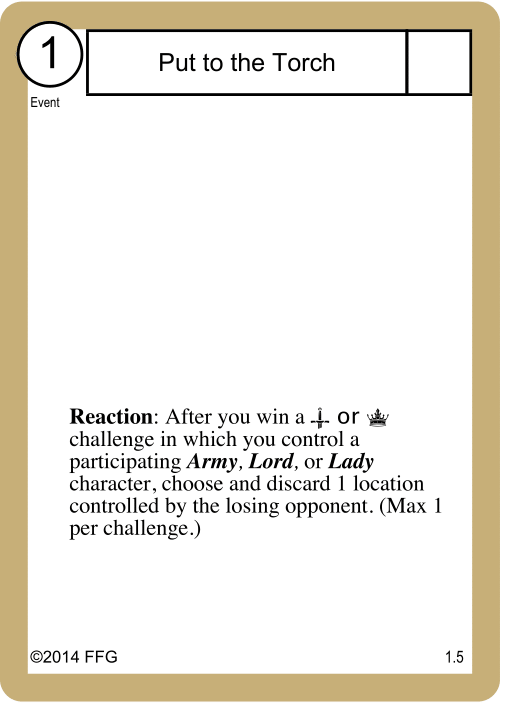 1
Put to the Torch
Event
Reaction: After you win a or
challenge in which you control a
participating Army, Lord, or Lady
character, choose and discard 1 location
controlled by the losing opponent. (Max 1
per challenge.)
©2014 FFG
1.5